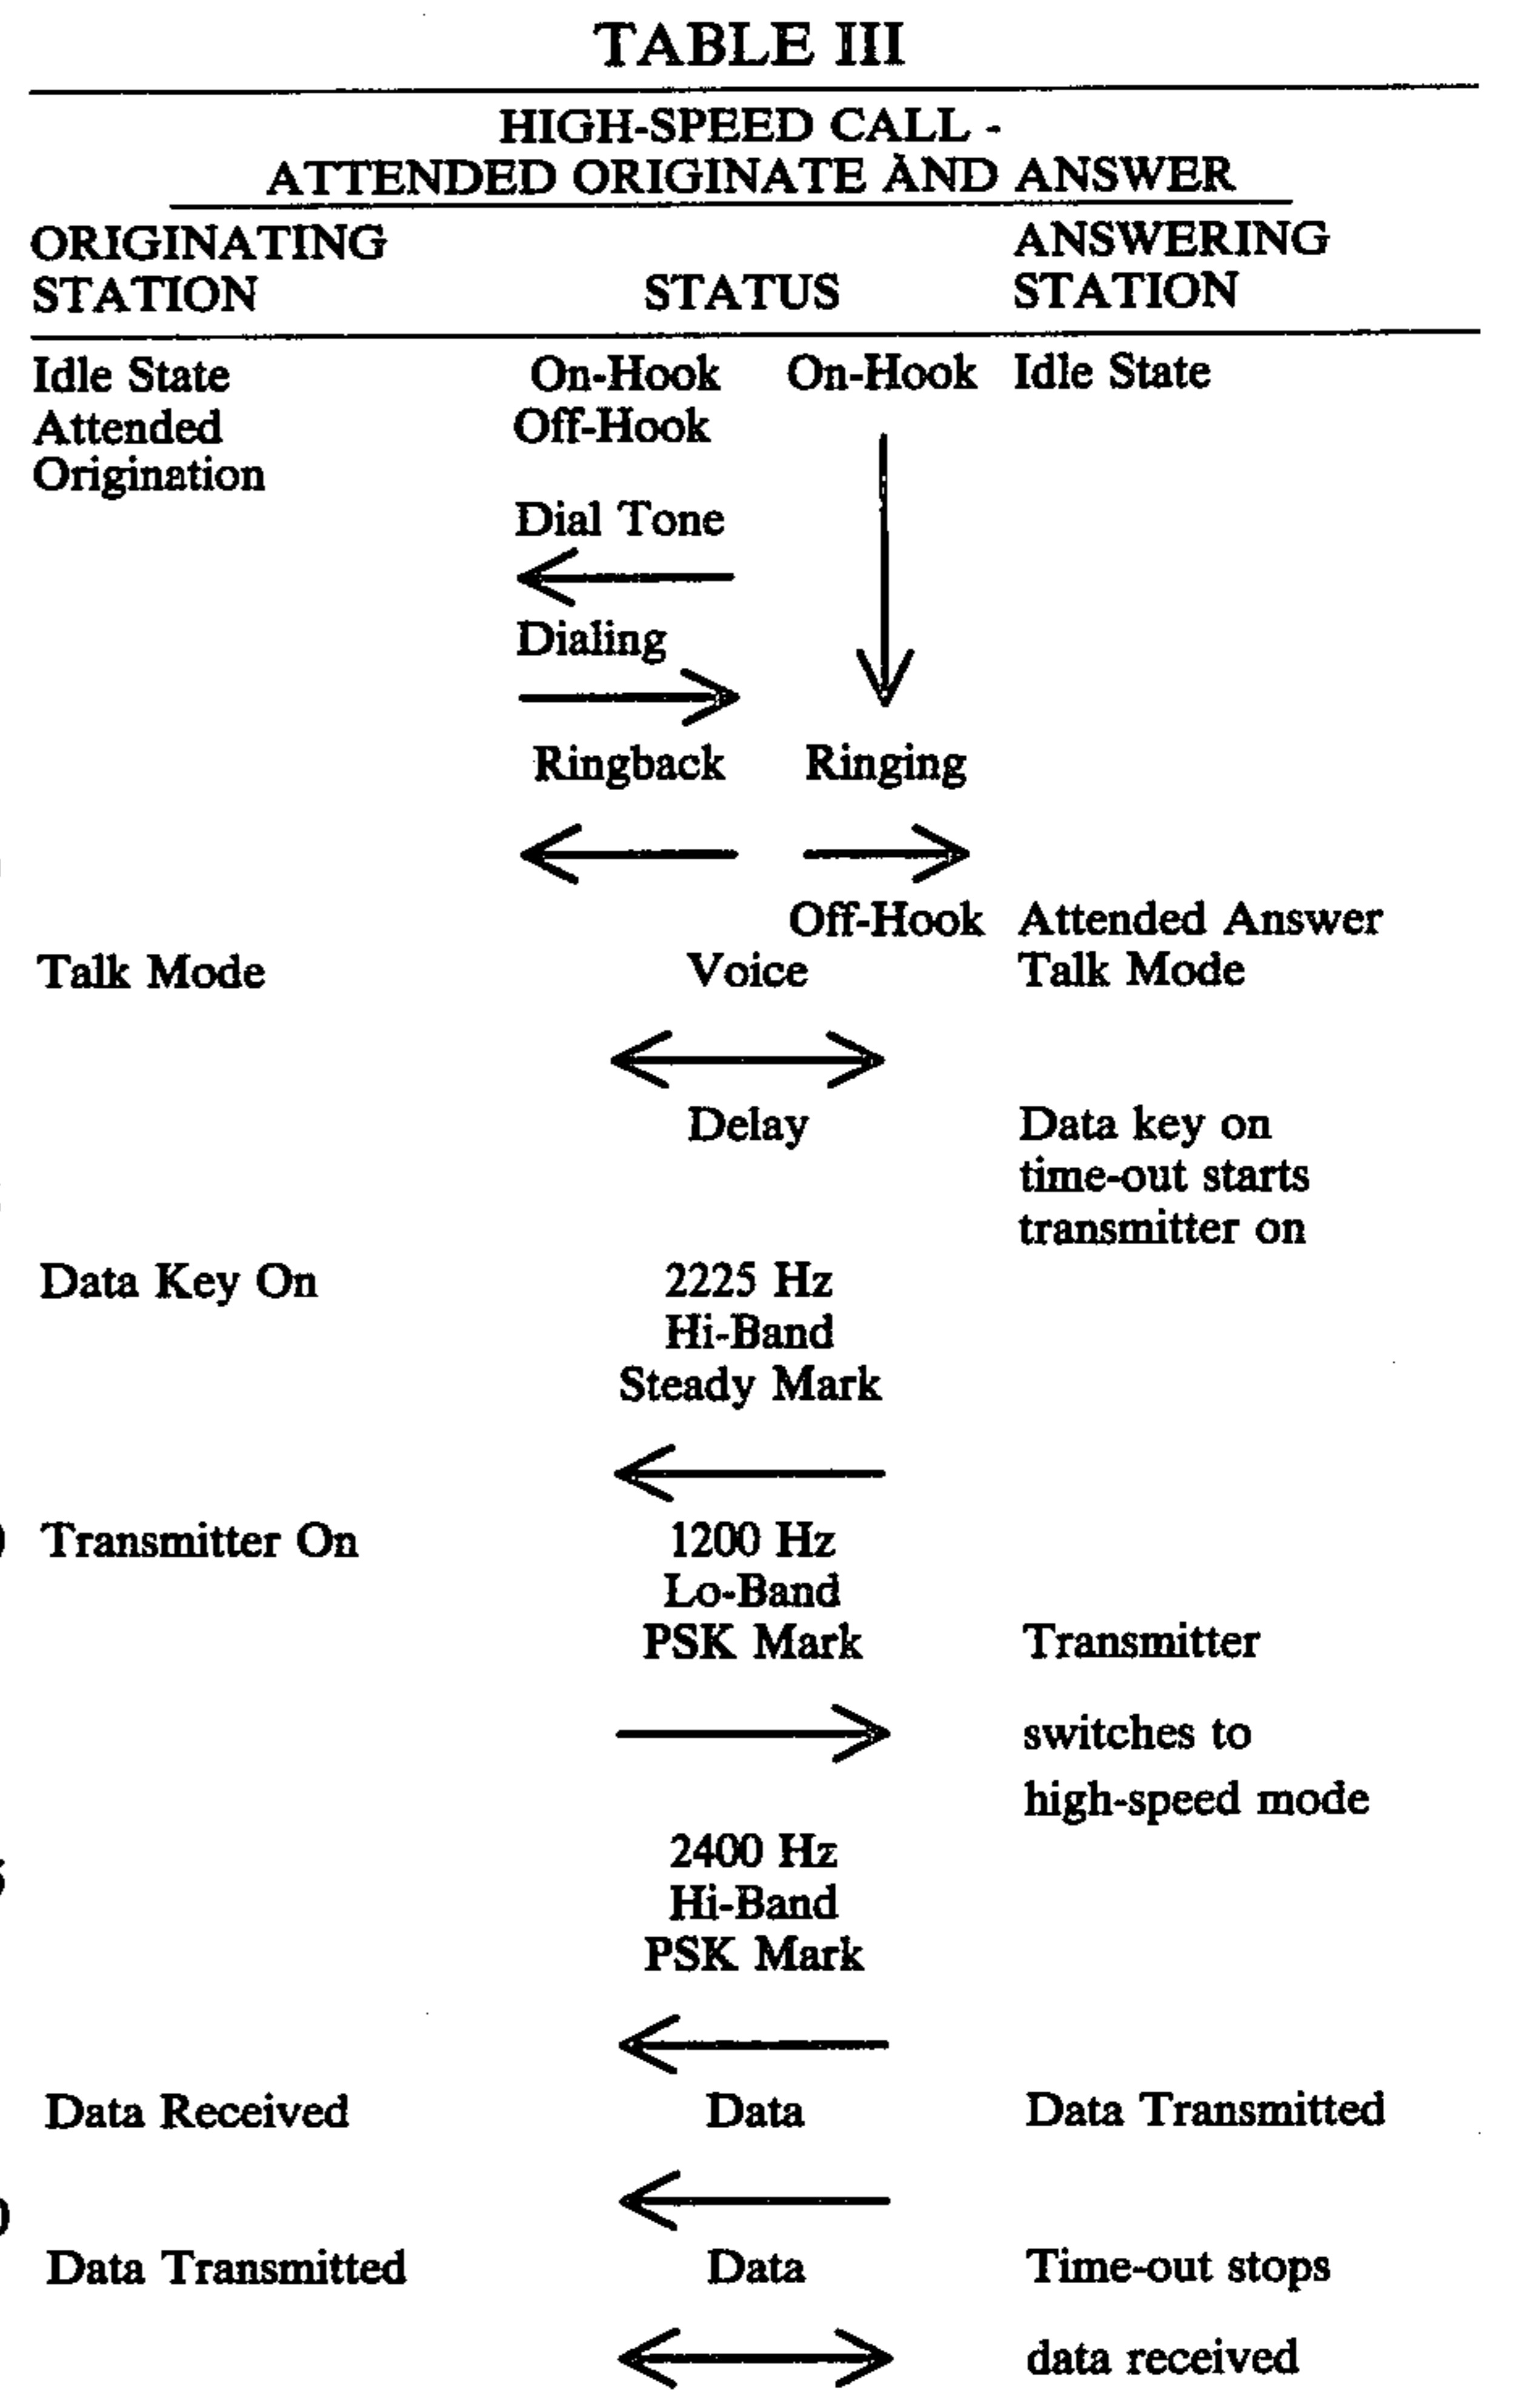 TABLE III
HIGH-SPEED CALL -
ATTENDED ORIGINATE AND ANSWER
ORIGINATING STATION STATUS ANSWERING STATION
Idle State On-Hook On-Hook Idle State
Attended Off-Hook
Origination
Dial Tone
Dialing
Ringback Ringing
Off-Hook Attended Answer
Talk Mode Voice Talk Mode
Delay Data key on
time-out starts
transmitter on
Data Key On 2225 Hz
Hi-Band
Steady Mark
Transmitter On 1200 Hz
Lo-Band
PSK Mark Transmitter
switches to
high-speed mode
2400 Hz
Hi-Band
PSK Mark
Data Received Data Data Transmitted
Data Transmitted Data Time-out stops
data received